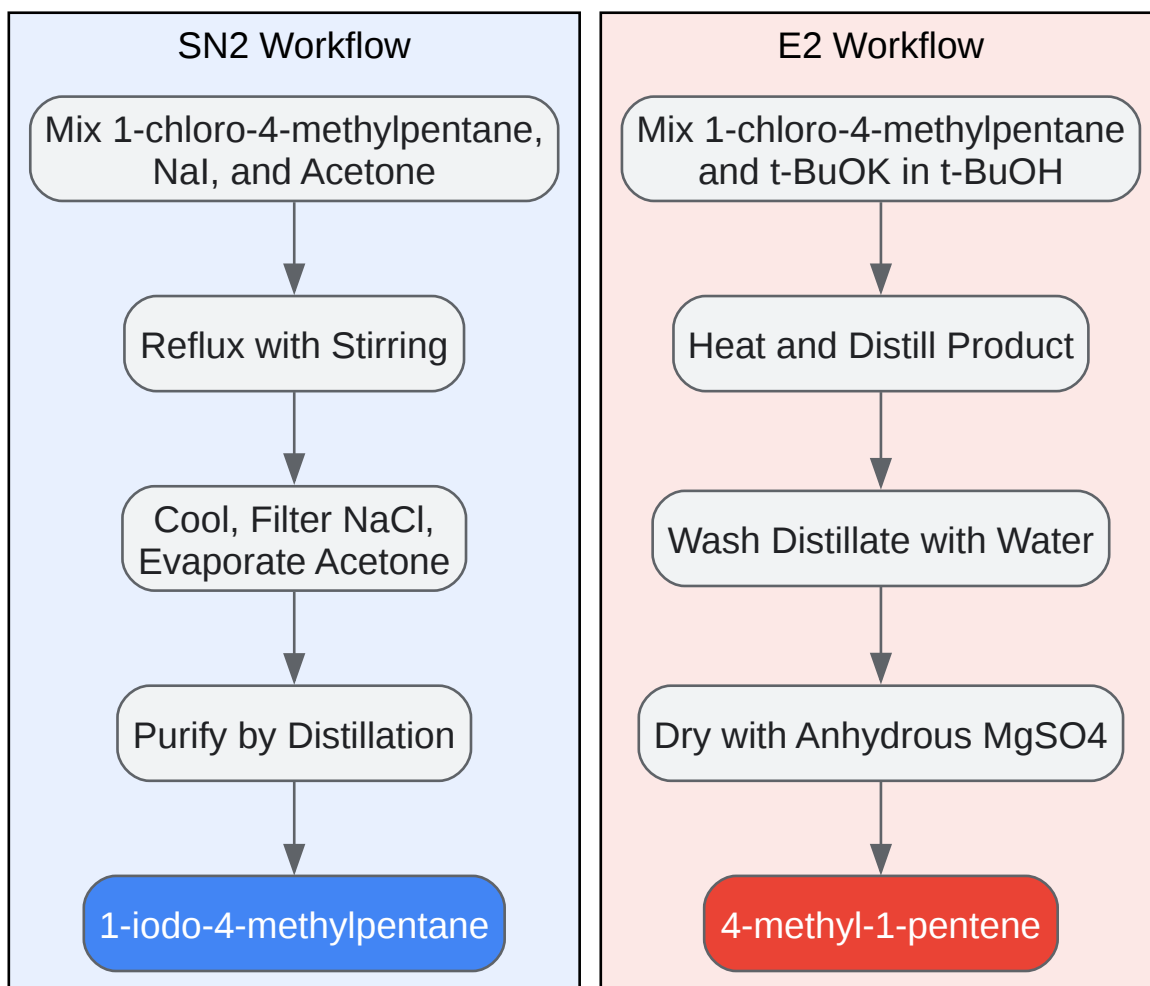 SN2 Workflow
Mix 1-chloro-4-methylpentane,
NaI, and Acetone
Reflux with Stirring
Cool, Filter NaCl,
Evaporate Acetone
Purify by Distillation
1-iodo-4-methylpentane
E2 Workflow
Mix 1-chloro-4-methylpentane
and t-BuOK in t-BuOH
Heat and Distill Product
Wash Distillate with Water
Dry with Anhydrous MgSO4
4-methyl-1-pentene